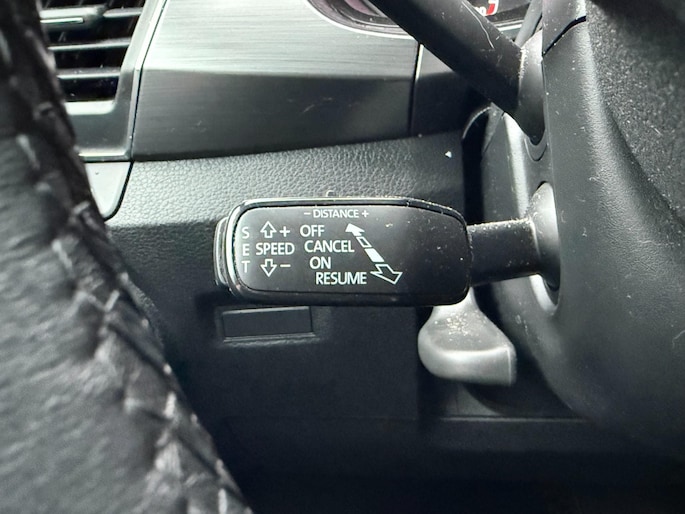 – DISTANCE +
S ⇧+ OFF
E SPEED CANCEL
T ⇩– ON
RESUME